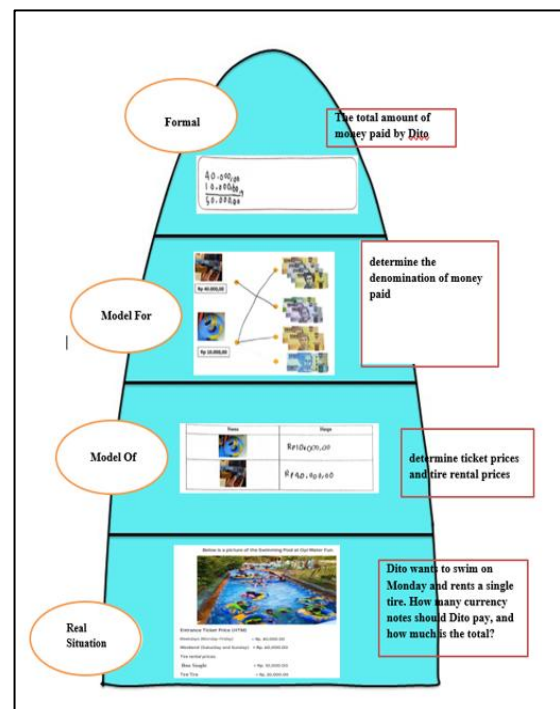 Formal
The total amount of
money paid by Dito
40.000,00
10.000,00
50.000,00
Model For
Rp 40.000,00
Rp 10.000,00
determine the
denomination of money
paid
Model Of
Rp10.000,00
Rp40.000,00
determine ticket prices
and tire rental prices
Real
Situation
Below is a picture of the Swimming Pool at Opi Water Fun
Entrance Ticket Price (HTM)
Weekdays (Monday-Friday) : Rp. 40.000.00
Weekend (Saturday and Sunday) : Rp. 60.000.00
Tire rental prices
Ben Single : Rp. 10.000.00
Dito wants to swim on
Monday and rents a single
tire. How many currency
notes should Dito pay, and
how much is the total?